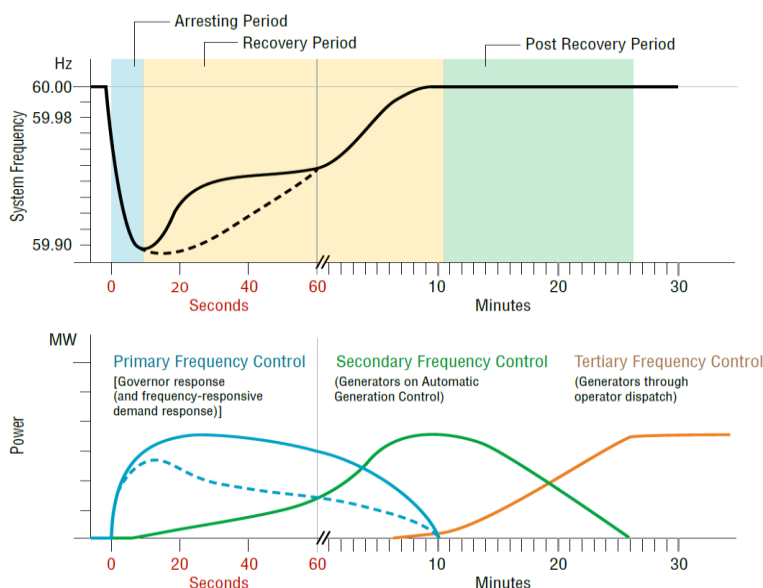 Arresting Period
Recovery Period
Post Recovery Period
Hz
60.00
59.98
59.90
System Frequency
0 20 40 60 10 20 30
Seconds Minutes
MW
Primary Frequency Control
[Governor response
(and frequency-responsive
demand response)]
Secondary Frequency Control
(Generators on Automatic
Generation Control)
Tertiary Frequency Control
(Generators through
operator dispatch)
Power
0 20 40 60 10 20 30
Seconds Minutes